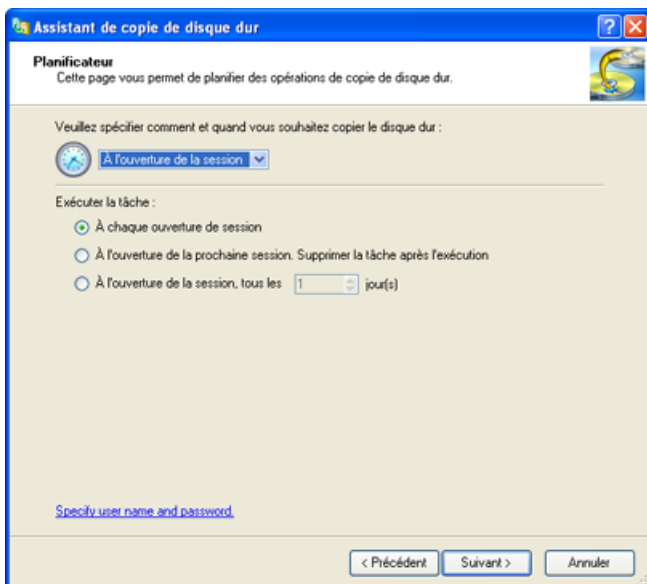 Assistant de copie de disque dur
Planificateur
Cette page vous permet de planifier des opérations de copie de disque dur.
Veuillez spécifier comment et quand vous souhaitez copier le disque dur :
À l'ouverture de la session
Exécuter la tâche :
À chaque ouverture de session
À l'ouverture de la prochaine session. Supprimer la tâche après l'exécution
À l'ouverture de la session, tous les 1 jour(s)
Specify user name and password.
< Précédent Suivant > Annuler